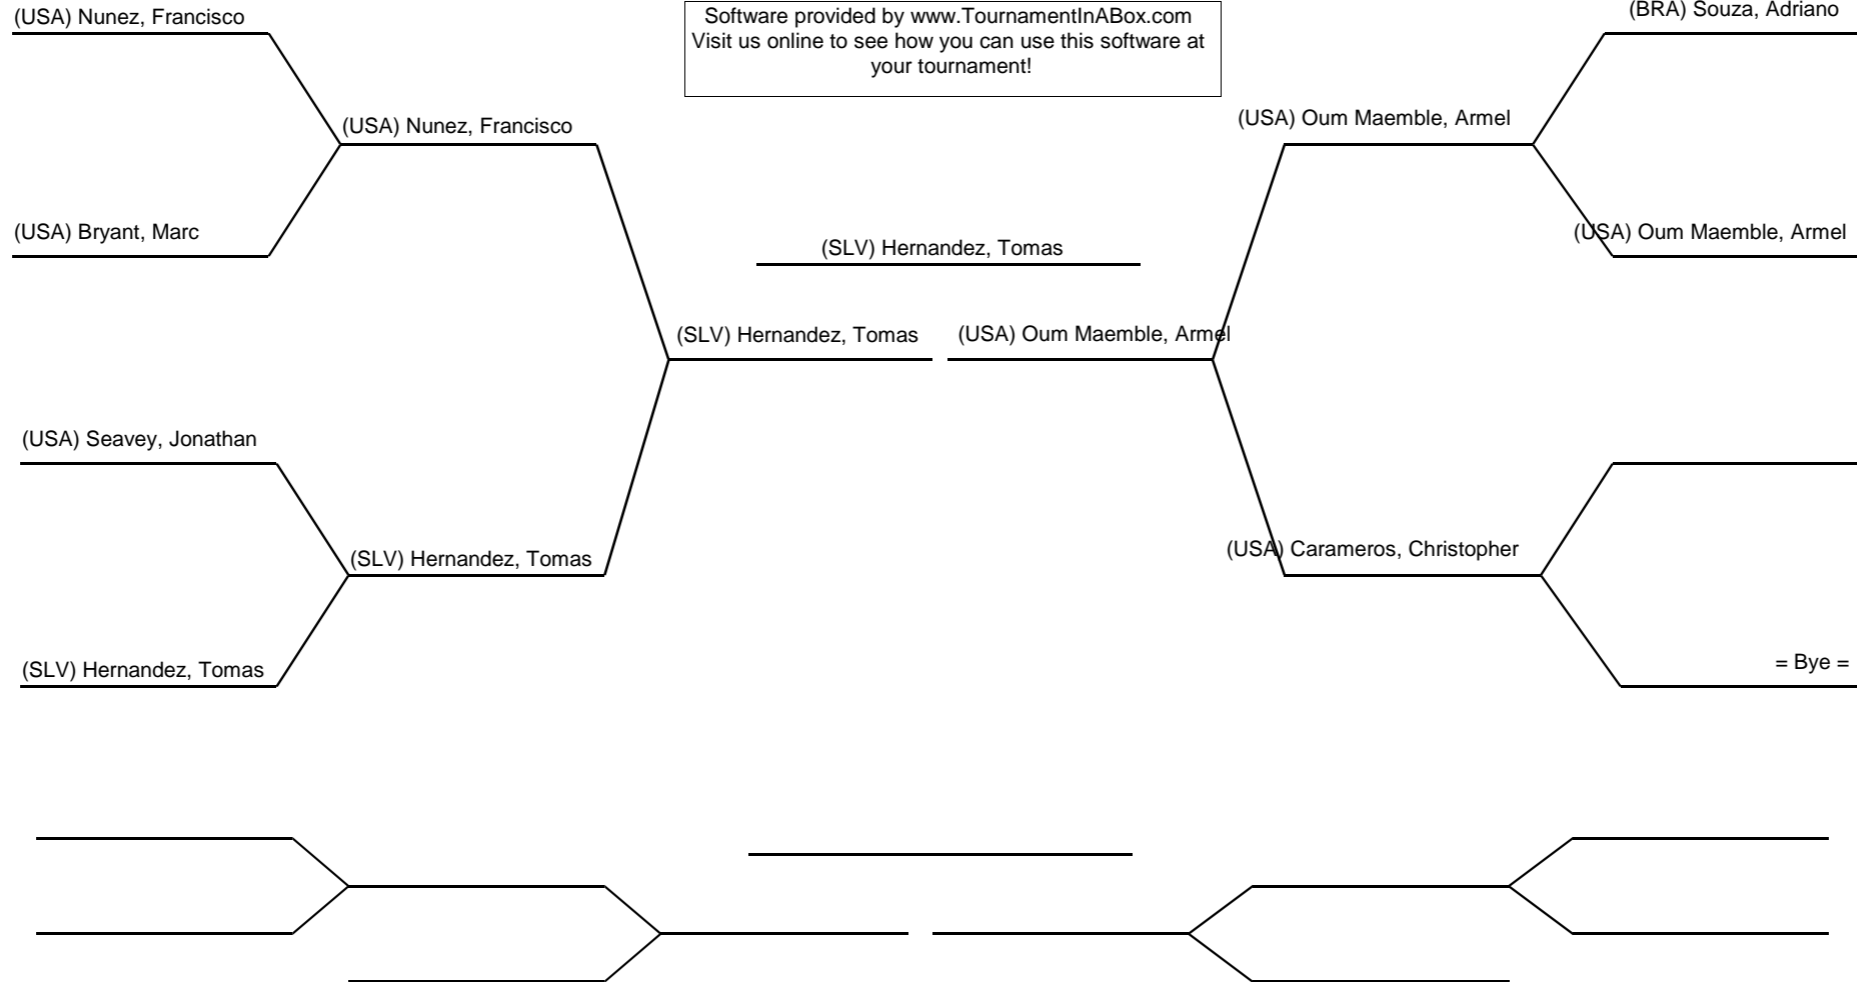 (USA) Nunez, Francisco
Software provided by www.TournamentInABox.com
Visit us online to see how you can use this software at
your tournament!
(BRA) Souza, Adriano
(USA) Nunez, Francisco
(USA) Oum Maemble, Armel
(USA) Bryant, Marc
(SLV) Hernandez, Tomas
(USA) Oum Maemble, Armel
(SLV) Hernandez, Tomas
(USA) Oum Maemble, Armel
(USA) Seavey, Jonathan
(SLV) Hernandez, Tomas
(USA) Carameros, Christopher
(SLV) Hernandez, Tomas
= Bye =